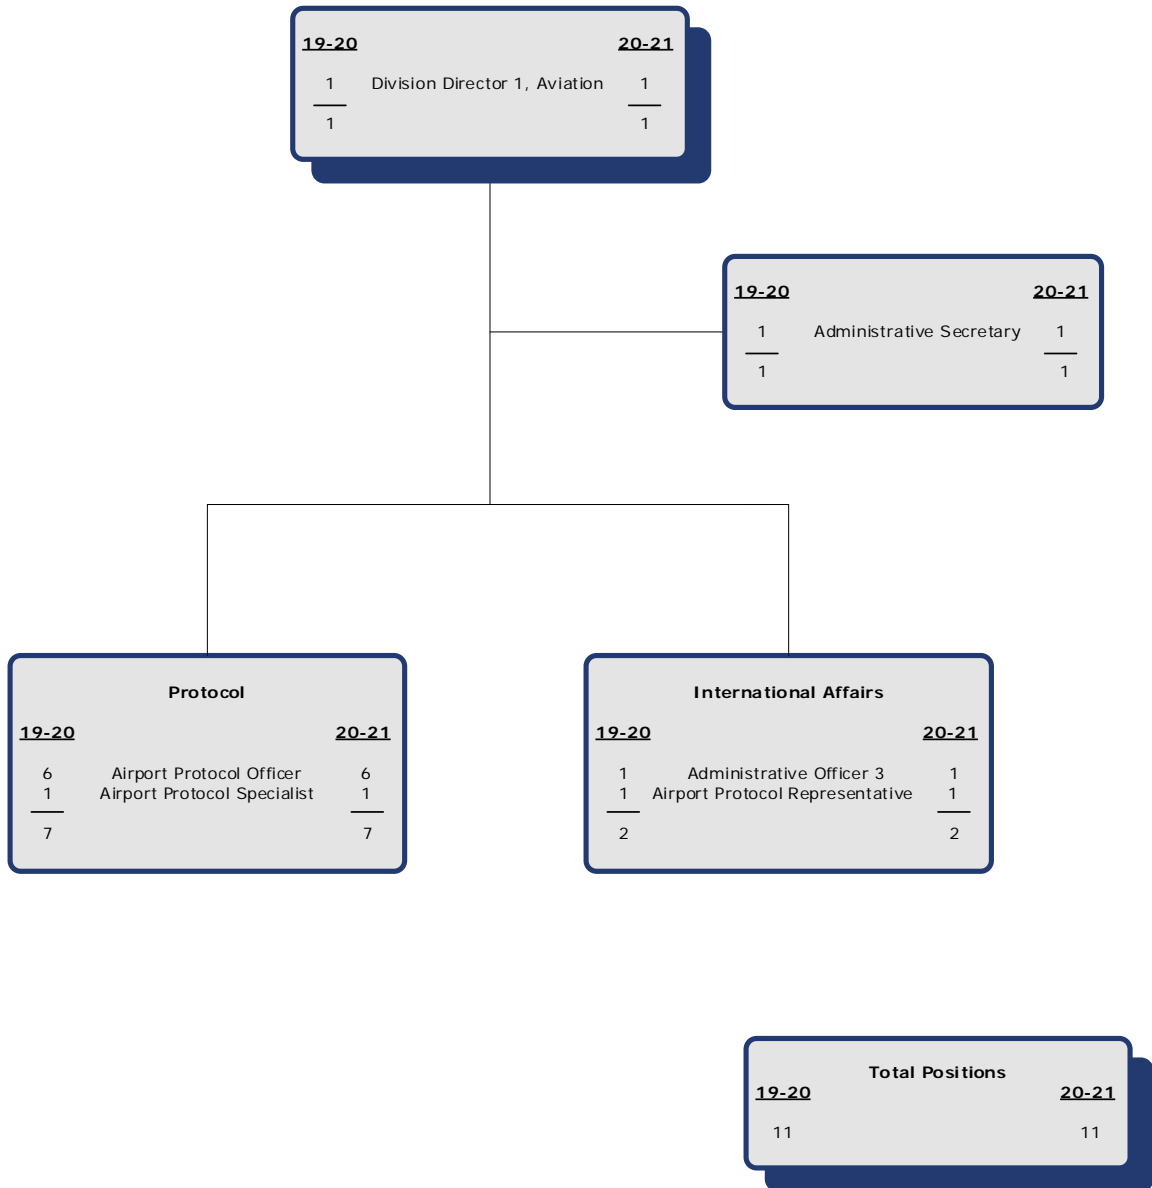 19-20 20-21
1 Division Director 1, Aviation 1
1 1
19-20 20-21
1 Administrative Secretary 1
1 1
Protocol
19-20 20-21
6 Airport Protocol Officer 6
1 Airport Protocol Specialist 1
7 7
International Affairs
19-20 20-21
1 Administrative Officer 3 1
1 Airport Protocol Representative 1
2 2
Total Positions
19-20 20-21
11 11